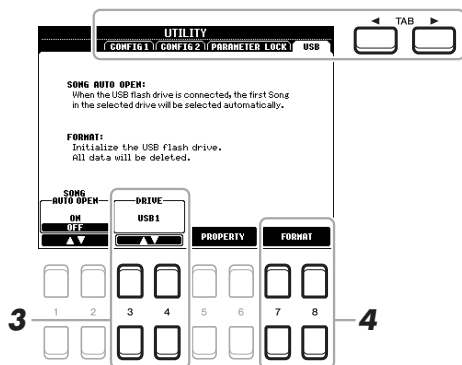 ◀ TAB ▶
UTILITY
CONFIG 1 CONFIG 2 PARAMETER LOCK USB
SONG AUTO OPEN:
When the USB flash drive is connected, the first Song
in the selected drive will be selected automatically.
FORMAT:
Initialize the USB flash drive.
All data will be deleted.
SONG
AUTO OPEN
DRIVE
ON
OFF
USB1
▲▼
▲▼
PROPERTY
FORMAT
3
1 2 3 4 5 6 7 8
4